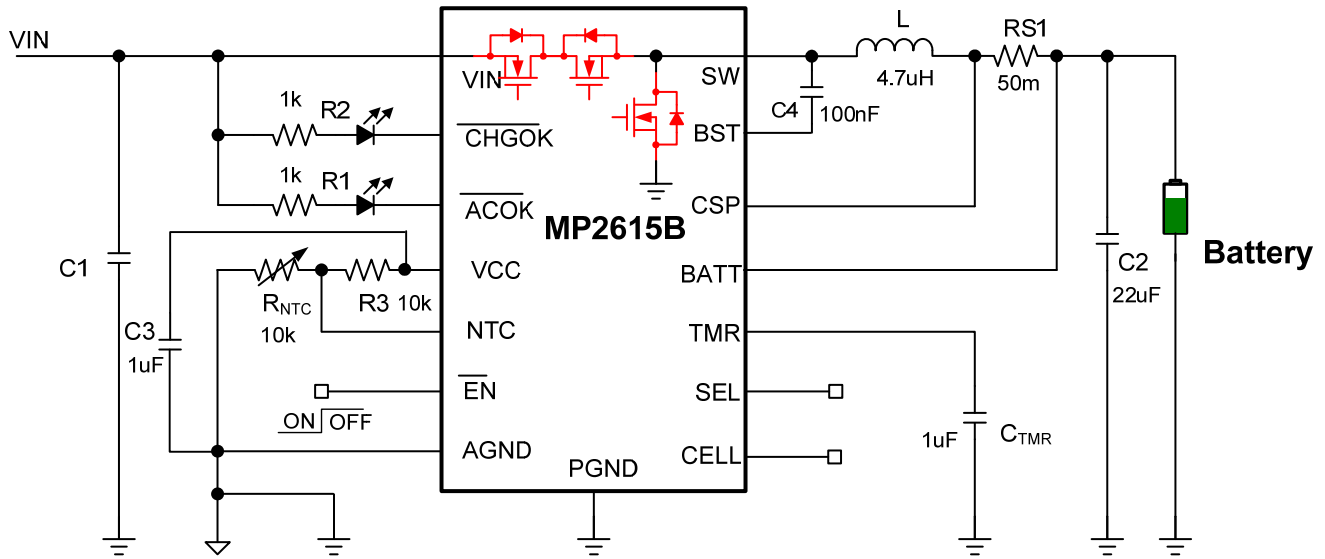 VIN
L
RS1
VIN
SW
4.7uH
50m
1k
R2
C4
100nF
CHGOK
BST
1k
R1
ACOK
CSP
MP2615B
C1
VCC
BATT
C2
Battery
RNTC
R3
10k
22uF
10k
C3
NTC
TMR
1uF
EN
SEL
ON OFF
1uF
CTMR
AGND
PGND
CELL